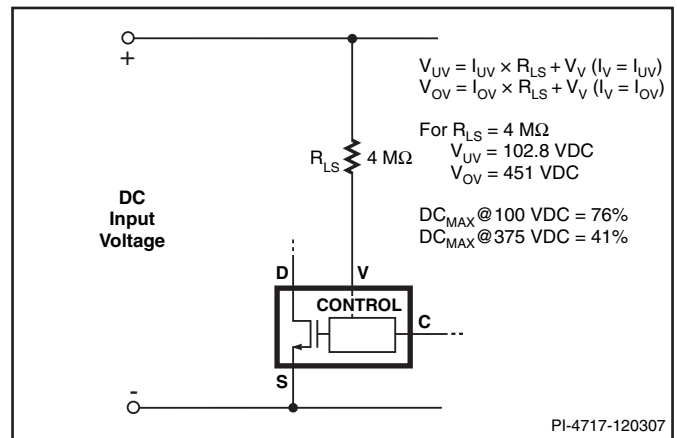 +
V_UV = I_UV × R_LS + V_V (I_V = I_UV)
V_OV = I_OV × R_LS + V_V (I_V = I_OV)
For R_LS = 4 MΩ
V_UV = 102.8 VDC
V_OV = 451 VDC
DC_MAX@100 VDC = 76%
DC_MAX@375 VDC = 41%
R_LS 4 MΩ
DC
Input
Voltage
D
V
CONTROL
C
S
-
PI-4717-120307